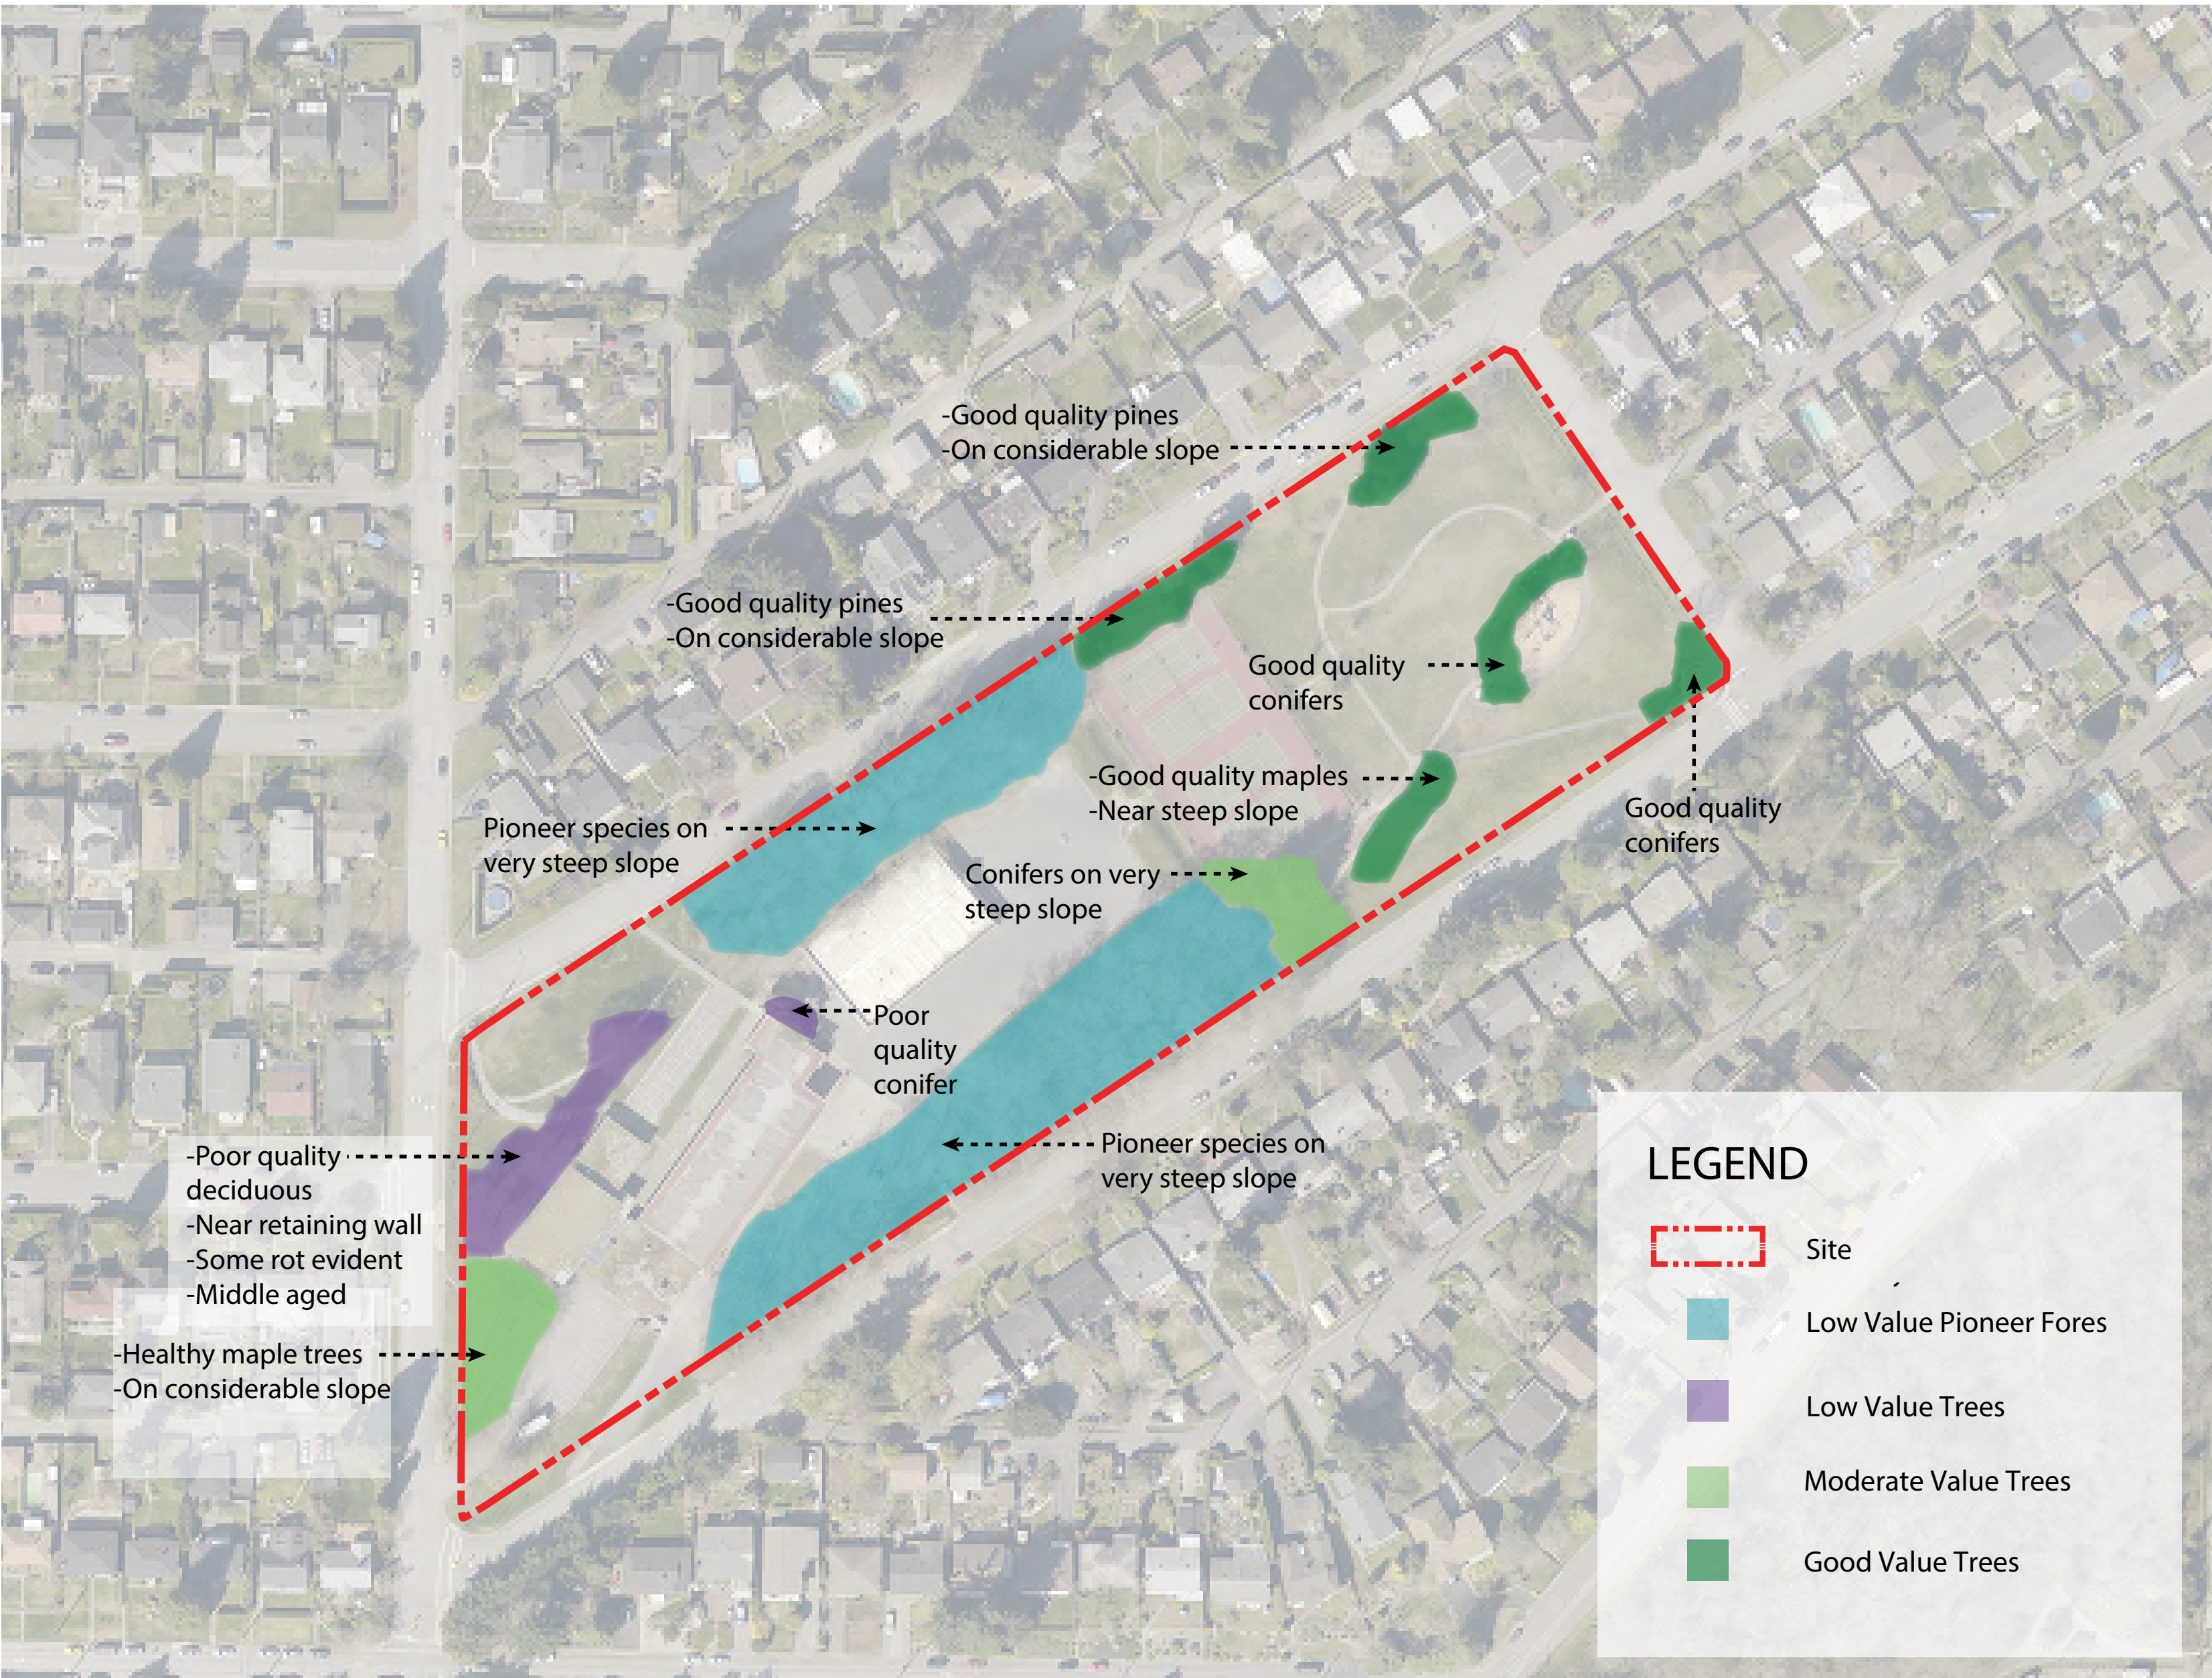 -Good quality pines
-On considerable slope
-Good quality pines
-On considerable slope
Good quality
conifers
-Good quality maples
-Near steep slope
Good quality
conifers
Pioneer species on
very steep slope
Conifers on very
steep slope
Poor
quality
conifer
-Poor quality
deciduous
-Near retaining wall
-Some rot evident
-Middle aged
Pioneer species on
very steep slope
-Healthy maple trees
-On considerable slope
LEGEND
Site
Low Value Pioneer Fores
Low Value Trees
Moderate Value Trees
Good Value Trees